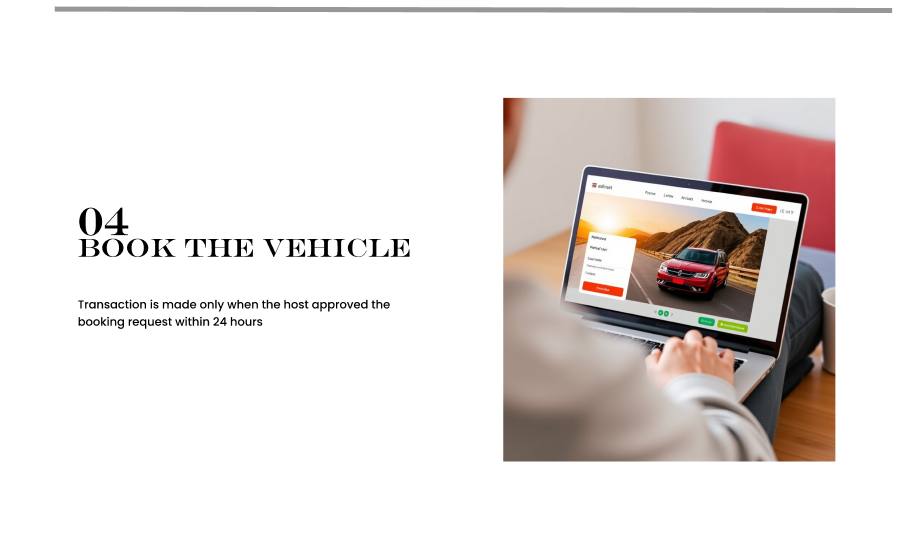 04
BOOK THE VEHICLE
Transaction is made only when the host approved the
booking request within 24 hours